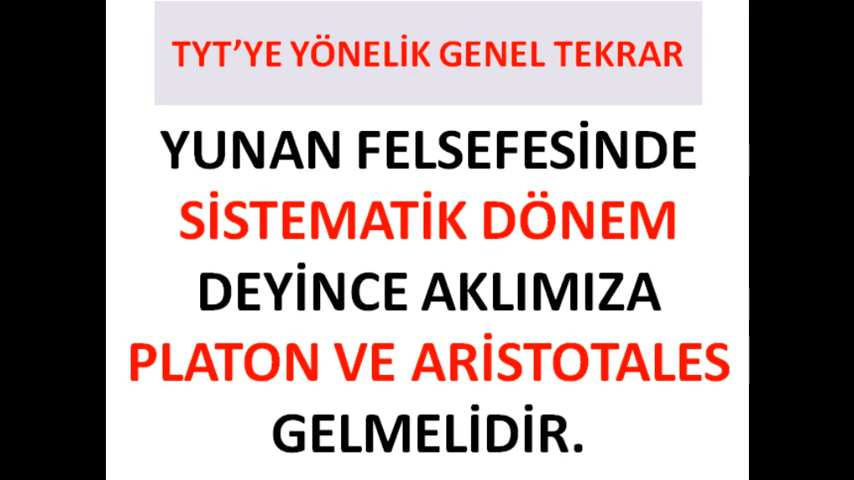 TYT'YE YÖNELİK GENEL TEKRAR
YUNAN FELSEFESİNDE
SİSTEMATİK DÖNEM
DEYİNCE AKLIMIZA
PLATON VE ARİSTOTALES
GELMELİDİR.